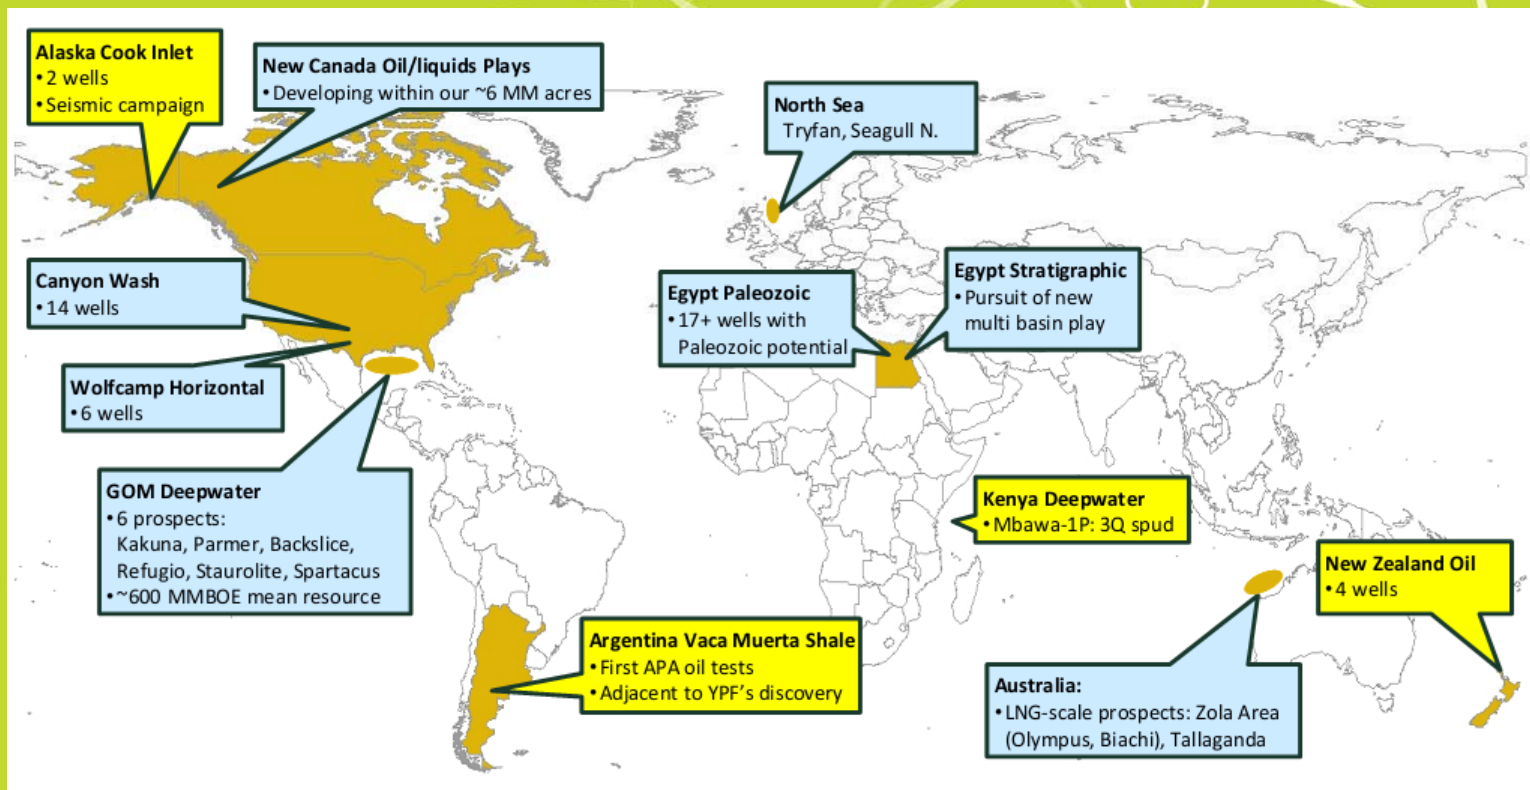 Alaska Cook Inlet
•2 wells
•Seismic campaign
New Canada Oil/liquids Plays
•Developing within our ~6 MM acres
North Sea
Tryfan, Seagull N.
Canyon Wash
•14 wells
Egypt Paleozoic
•17+ wells with
Paleozoic potential
Egypt Stratigraphic
•Pursuit of new
multi basin play
Wolfcamp Horizontal
•6 wells
GOM Deepwater
•6 prospects:
Kakuna, Parmer, Backslice,
Refugio, Staurolite, Spartacus
•~600 MMBOE mean resource
Kenya Deepwater
•Mbawa-1P: 3Q spud
New Zealand Oil
•4 wells
Argentina Vaca Muerta Shale
•First APA oil tests
•Adjacent to YPF's discovery
Australia:
•LNG-scale prospects: Zola Area
(Olympus, Biachi), Tallaganda